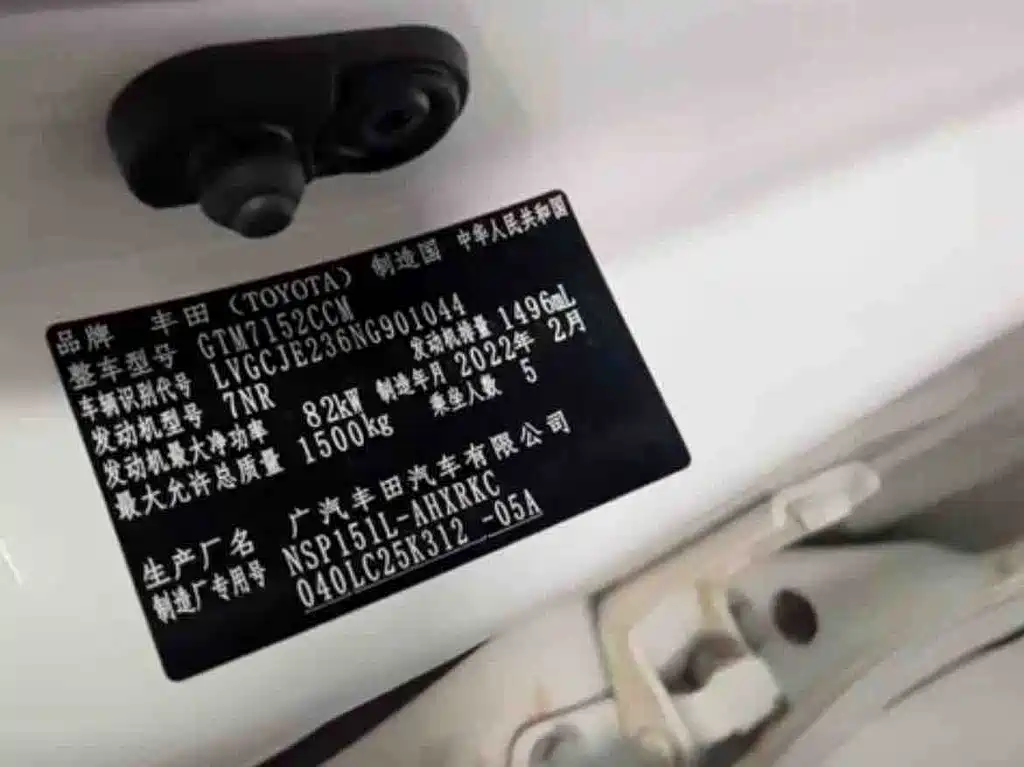 品牌 丰田(TOYOTA) 制造国 中华人民共和国
整车型号 GTM7152CCM
车辆识别代号 LVGCJE236NG901044
发动机型号 7NR 发动机排量 1496mL
发动机最大净功率 82kW 制造年月 2022年 2月
最大允许总质量 1500kg 乘坐人数 5
生产厂名 广汽丰田汽车有限公司
制造厂专用号 NSP151L-AHXRKC
040LC25K312 -05A